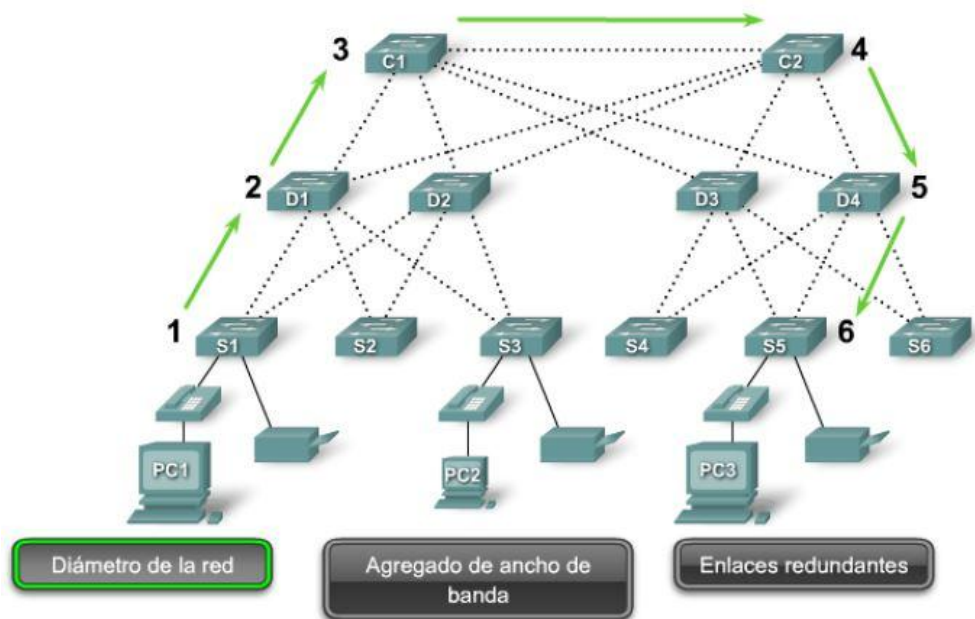 3
C1
C2
4
2
D1
D2
D3
D4
5
1
S1
S2
S3
S4
S5
6
S6
PC1
PC2
PC3
Diámetro de la red
Agregado de ancho de
banda
Enlaces redundantes